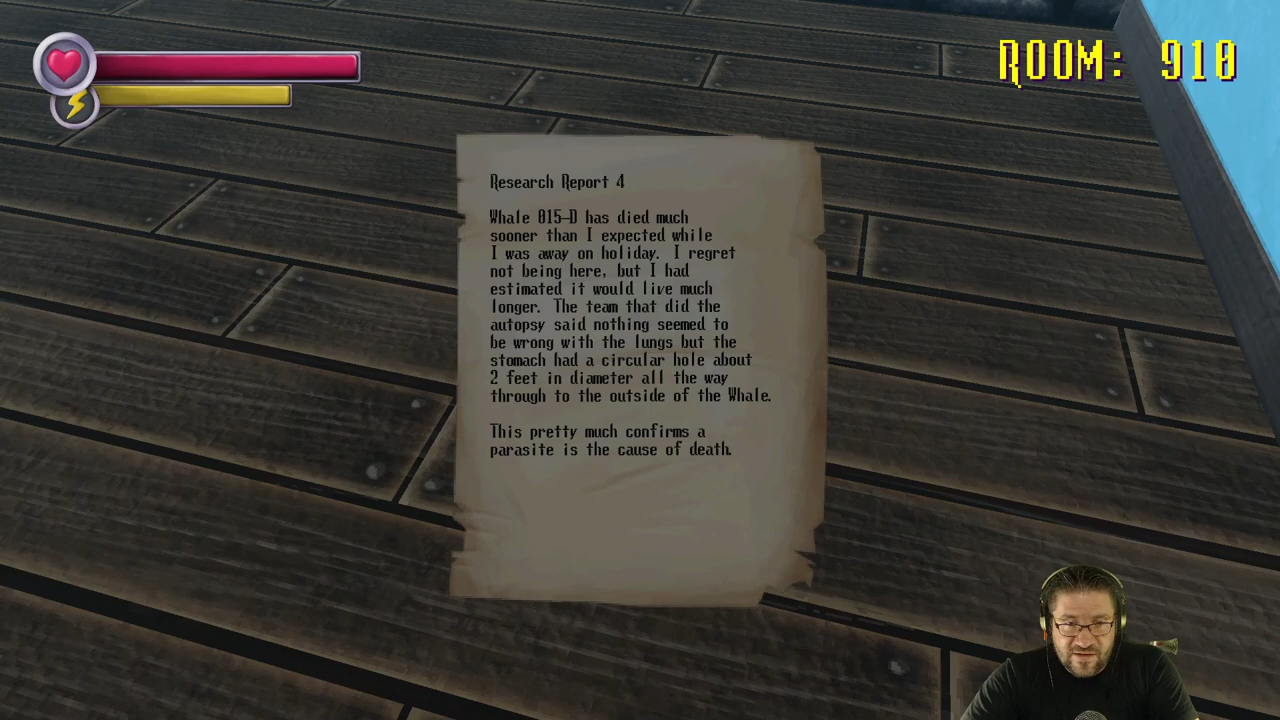 ROOM: 910
Research Report 4
Whale 015-D has died much
sooner than I expected while
I was away on holiday. I regret
not being here, but I had
estimated it would live much
longer. The team that did the
autopsy said nothing seemed to
be wrong with the lungs but the
stomach had a circular hole about
2 feet in diameter all the way
through to the outside of the Whale.
This pretty much confirms a
parasite is the cause of death.